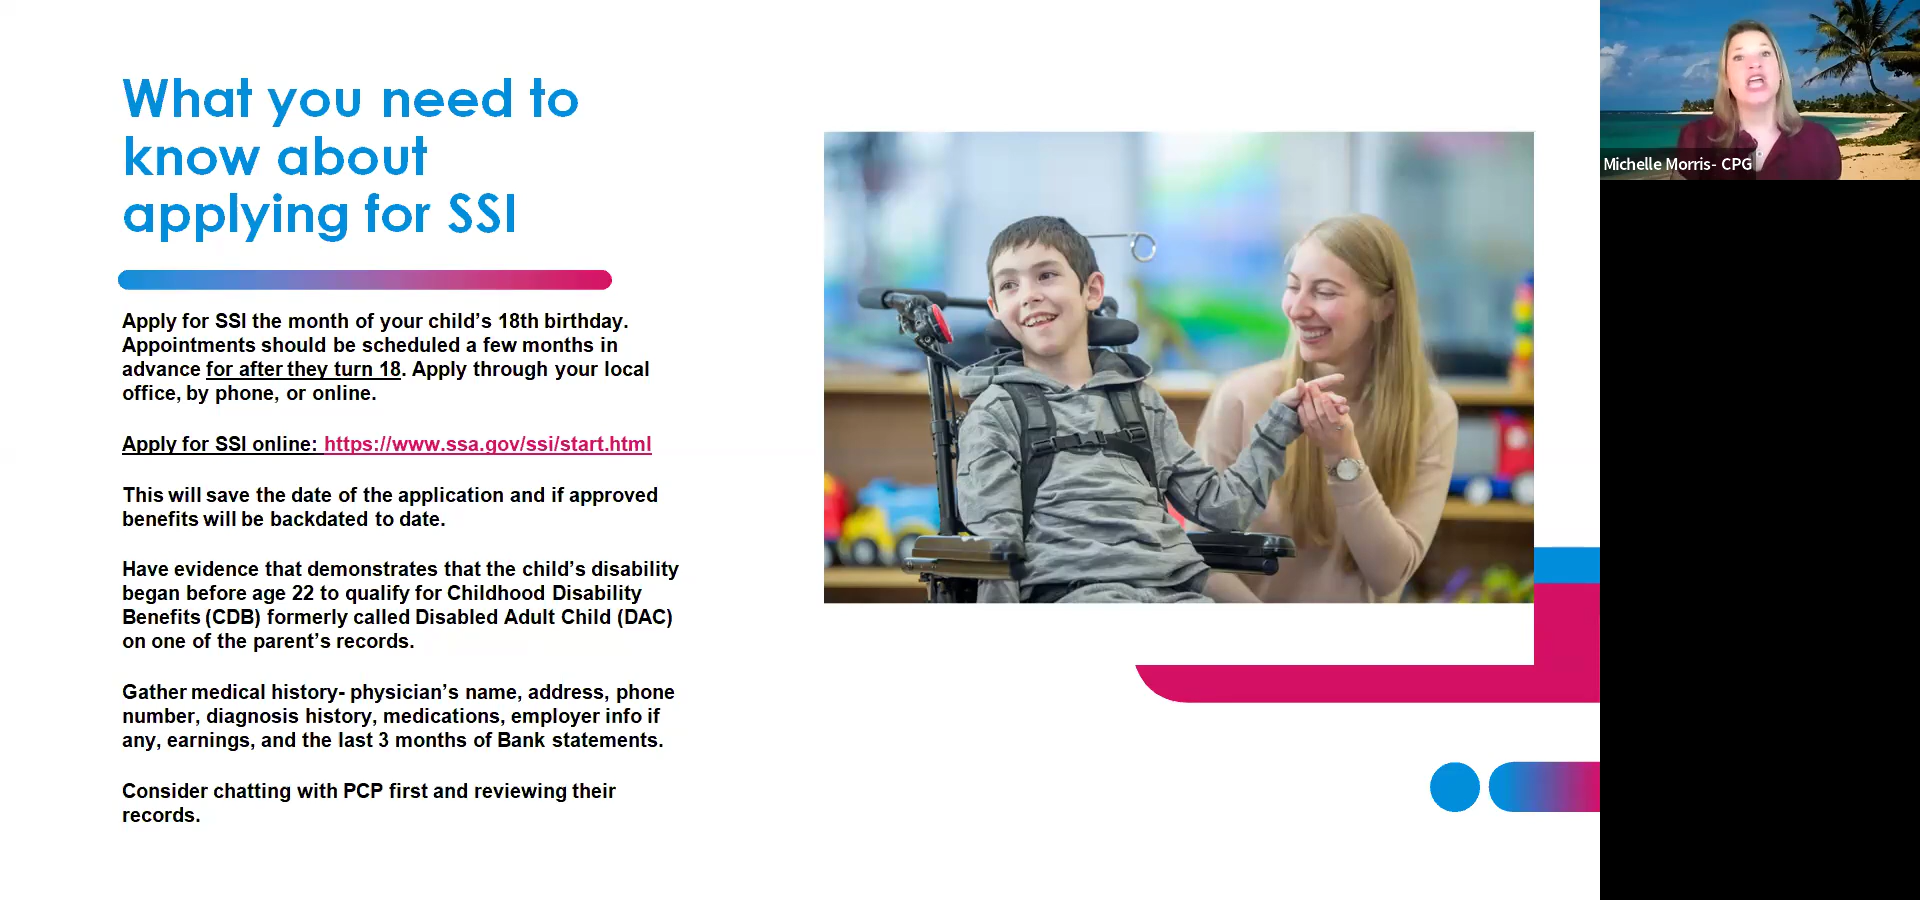 What you need to
know about
applying for SSI
Apply for SSI the month of your child’s 18th birthday.
Appointments should be scheduled a few months in
advance for after they turn 18. Apply through your local
office, by phone, or online.
Apply for SSI online: https://www.ssa.gov/ssi/start.html
This will save the date of the application and if approved
benefits will be backdated to date.
Have evidence that demonstrates that the child’s disability
began before age 22 to qualify for Childhood Disability
Benefits (CDB) formerly called Disabled Adult Child (DAC)
on one of the parent’s records.
Gather medical history- physician’s name, address, phone
number, diagnosis history, medications, employer info if
any, earnings, and the last 3 months of Bank statements.
Consider chatting with PCP first and reviewing their
records.
Michelle Morris- CPG